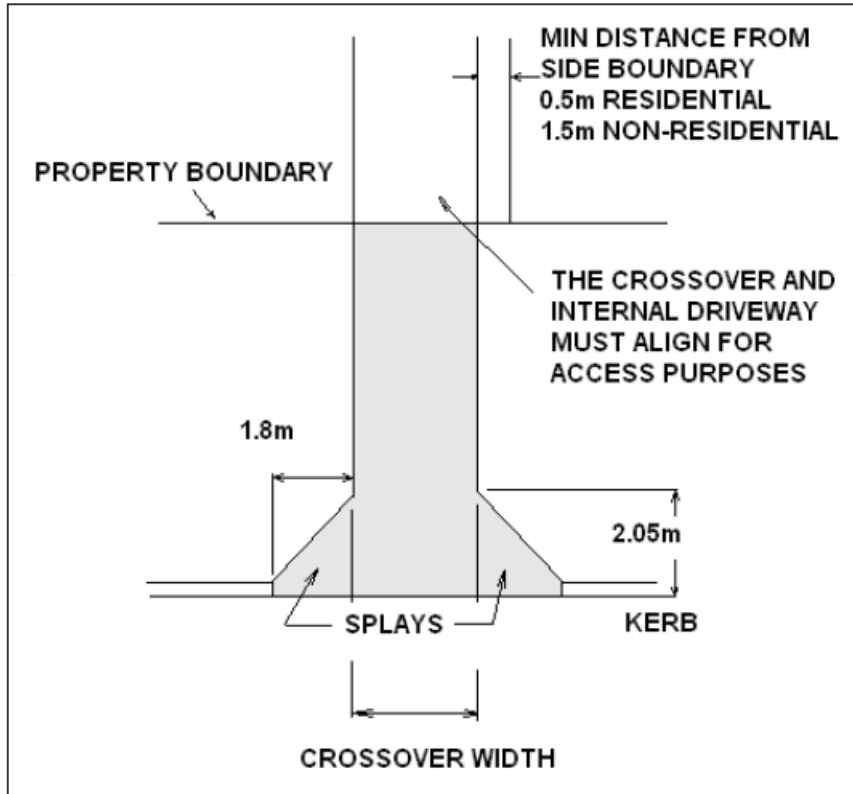 MIN DISTANCE FROM
SIDE BOUNDARY
0.5m RESIDENTIAL
1.5m NON-RESIDENTIAL
PROPERTY BOUNDARY
THE CROSSOVER AND
INTERNAL DRIVEWAY
MUST ALIGN FOR
ACCESS PURPOSES
1.8m
2.05m
SPLAYS
KERB
CROSSOVER WIDTH